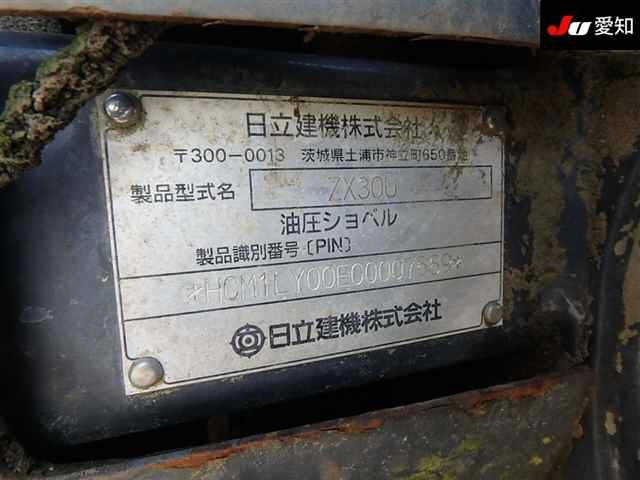 JU 愛知
日立建機株式会社
〒300-0013 茨城県土浦市神立町650番地
製品型式名 ZX30U
油圧ショベル
製品識別番号(PIN)
*HCM1LY00E00007559*
日立建機株式会社